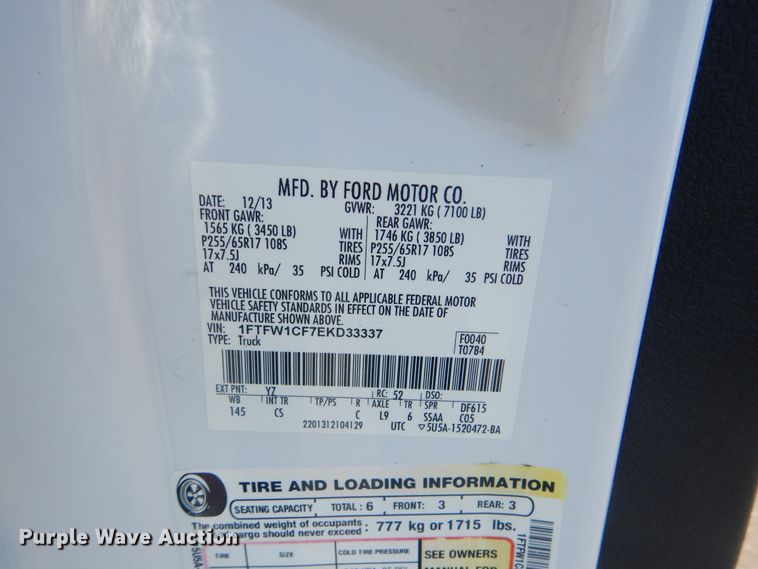 MFD. BY FORD MOTOR CO.
DATE: 12/13 GVWR: 3221 KG ( 7100 LB)
FRONT GAWR: REAR GAWR:
1565 KG ( 3450 LB) WITH 1746 KG ( 3850 LB) WITH
P255/65R17 108S TIRES P255/65R17 108S TIRES
17x7.5J RIMS 17x7.5J RIMS
AT 240 kPa/ 35 PSI COLD AT 240 kPa/ 35 PSI COLD
THIS VEHICLE CONFORMS TO ALL APPLICABLE FEDERAL MOTOR
VEHICLE SAFETY STANDARDS IN EFFECT ON THE DATE OF
MANUFACTURE SHOWN ABOVE.
VIN: 1FTFW1CF7EKD33337 F0040
TYPE: Truck T0784
EXT PNT: YZ RC: 52 DSO:
WB INT TR TP/PS R AXLE TR SPR DF615
145 CS C L9 6 SSAA C05
2201312104129 UTC ▽5U5A-1520472-BA
TIRE AND LOADING INFORMATION
SEATING CAPACITY TOTAL: 6 FRONT: 3 REAR: 3
The combined weight of occupants : 777 kg or 1715 lbs.
cargo should never exceed :
TIRE SIZE COLD TIRE PRESSURE SEE OWNERS
Purple Wave Auction